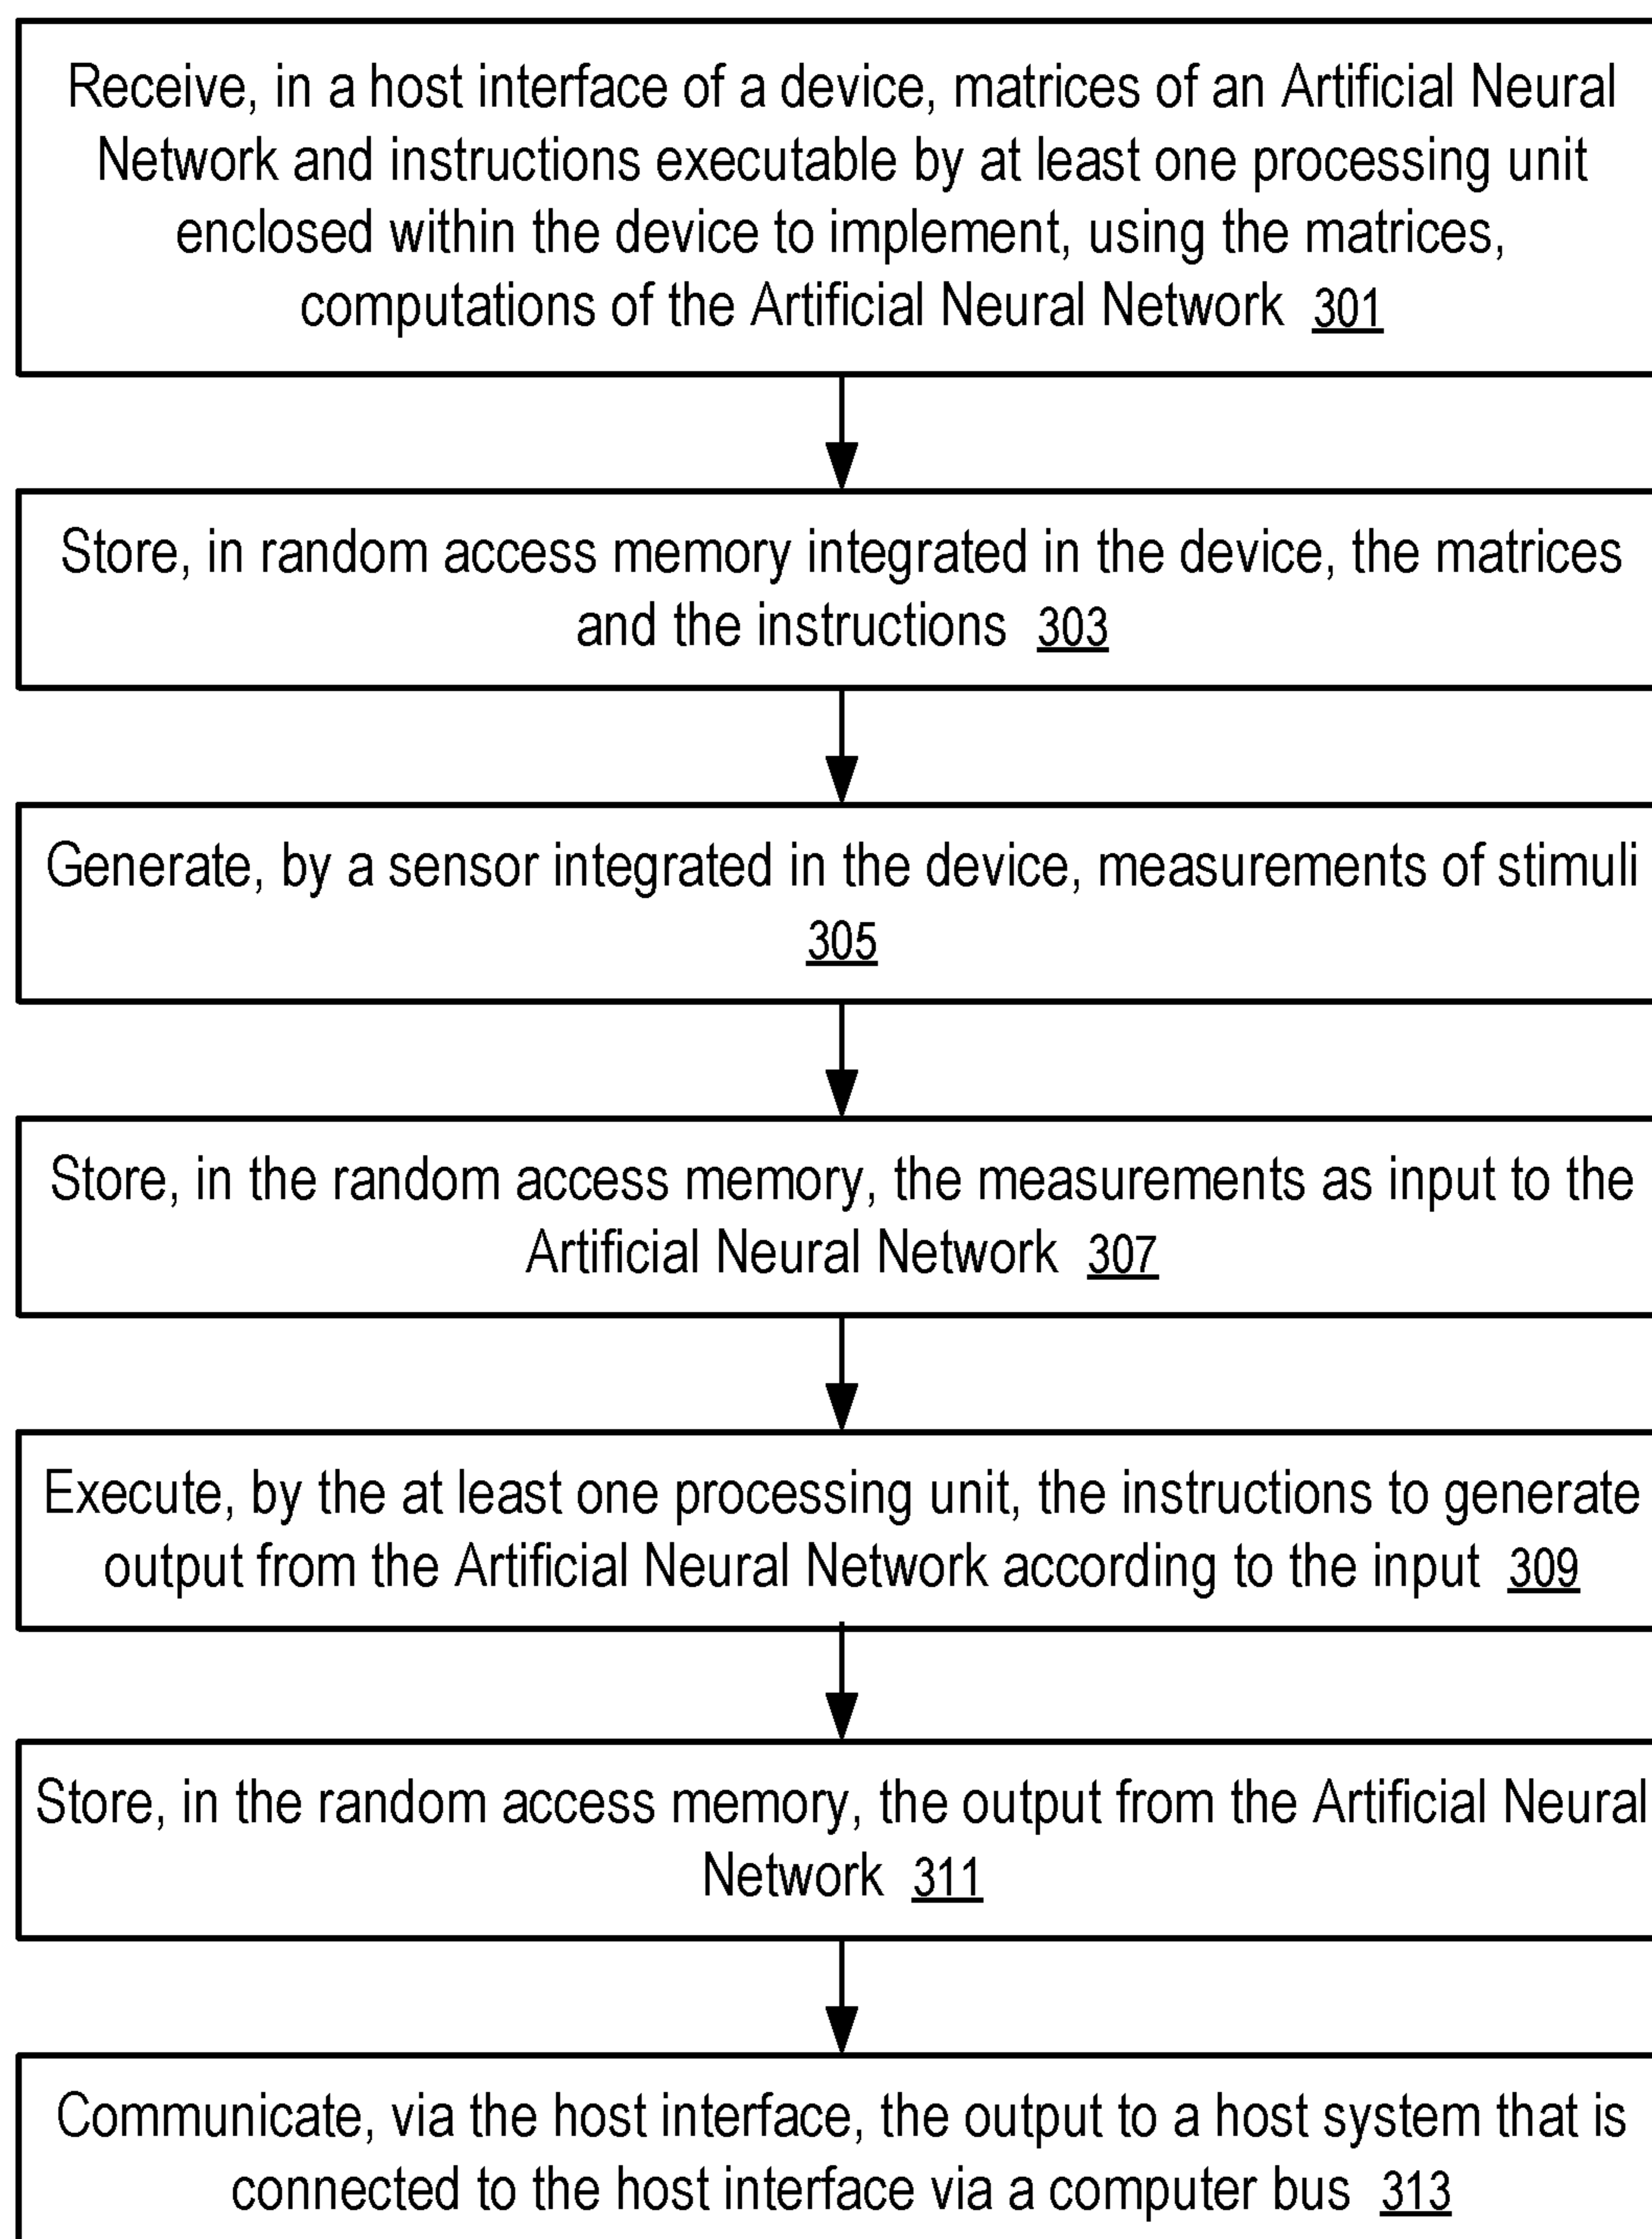 Receive, in a host interface of a device, matrices of an Artificial Neural
Network and instructions executable by at least one processing unit
enclosed within the device to implement, using the matrices,
computations of the Artificial Neural Network 301
Store, in random access memory integrated in the device, the matrices
and the instructions 303
Generate, by a sensor integrated in the device, measurements of stimuli
305
Store, in the random access memory, the measurements as input to the
Artificial Neural Network 307
Execute, by the at least one processing unit, the instructions to generate
output from the Artificial Neural Network according to the input 309
Store, in the random access memory, the output from the Artificial Neural
Network 311
Communicate, via the host interface, the output to a host system that is
connected to the host interface via a computer bus 313